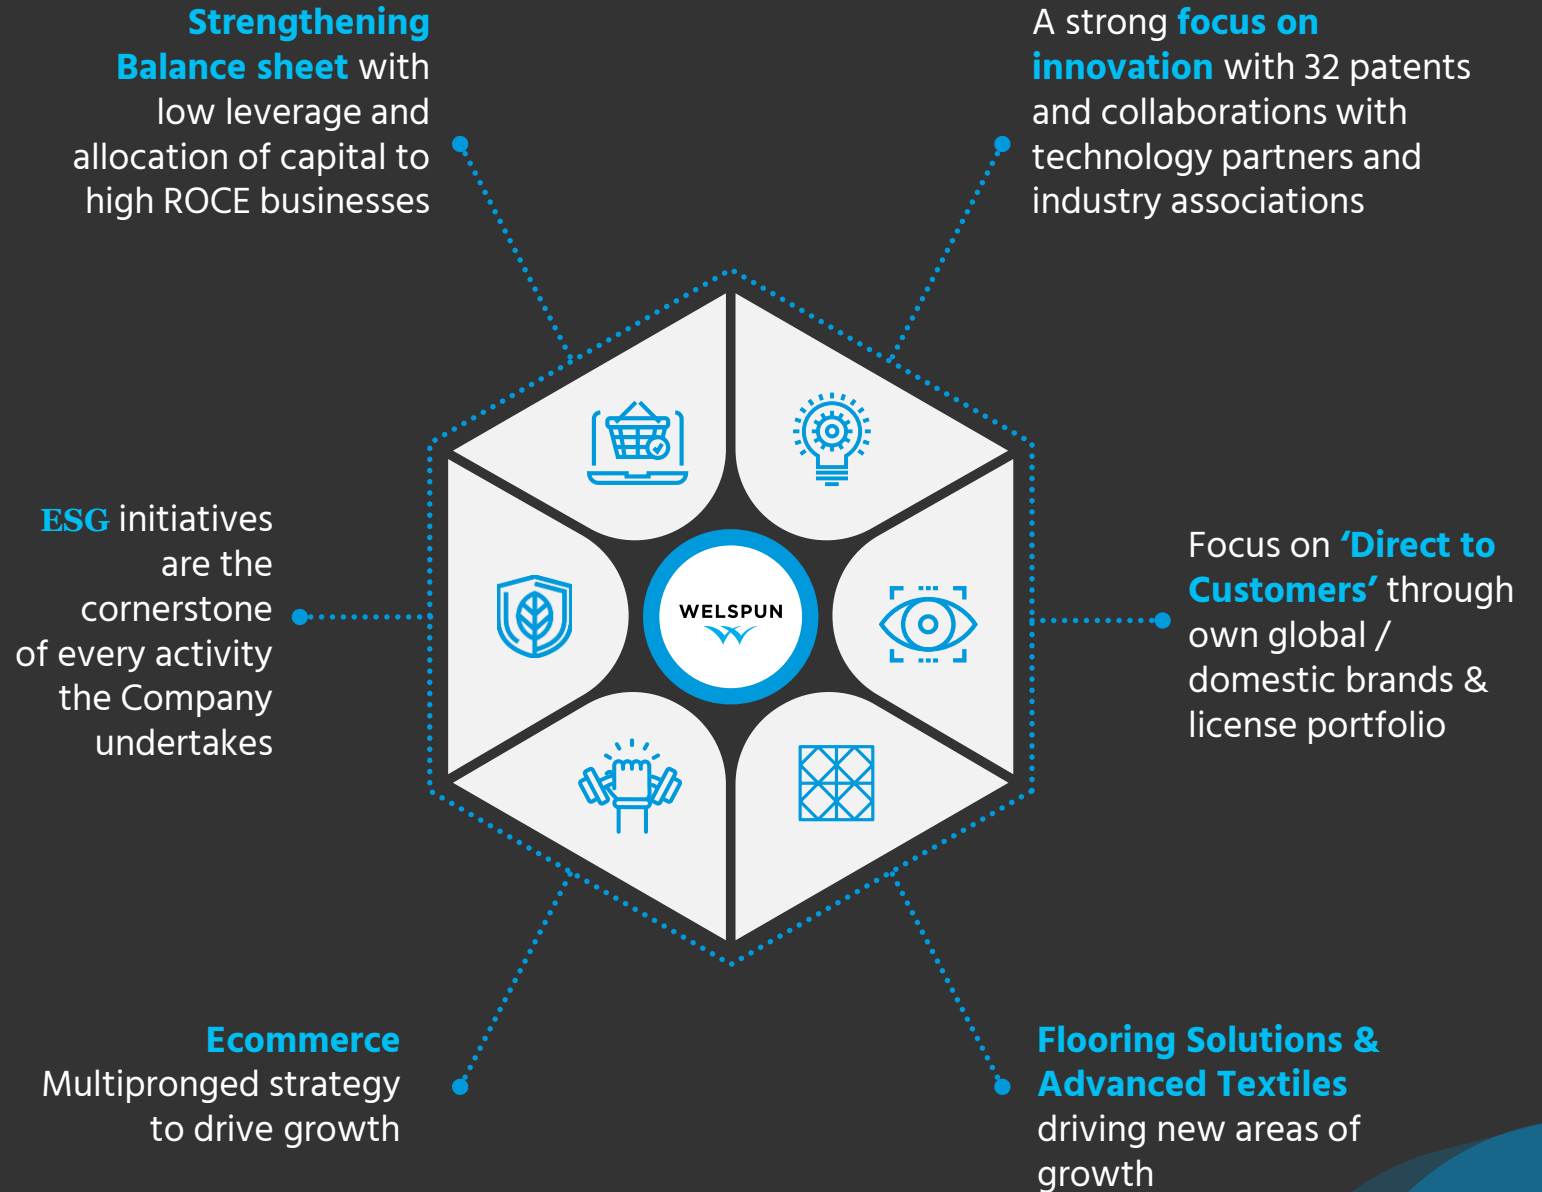 Strengthening
Balance sheet with
low leverage and
allocation of capital to
high ROCE businesses
A strong focus on
innovation with 32 patents
and collaborations with
technology partners and
industry associations
ESG initiatives
are the
cornerstone
of every activity
the Company
undertakes
WELSPUN
Focus on ‘Direct to
Customers’ through
own global /
domestic brands &
license portfolio
Ecommerce
Multipronged strategy
to drive growth
Flooring Solutions &
Advanced Textiles
driving new areas of
growth